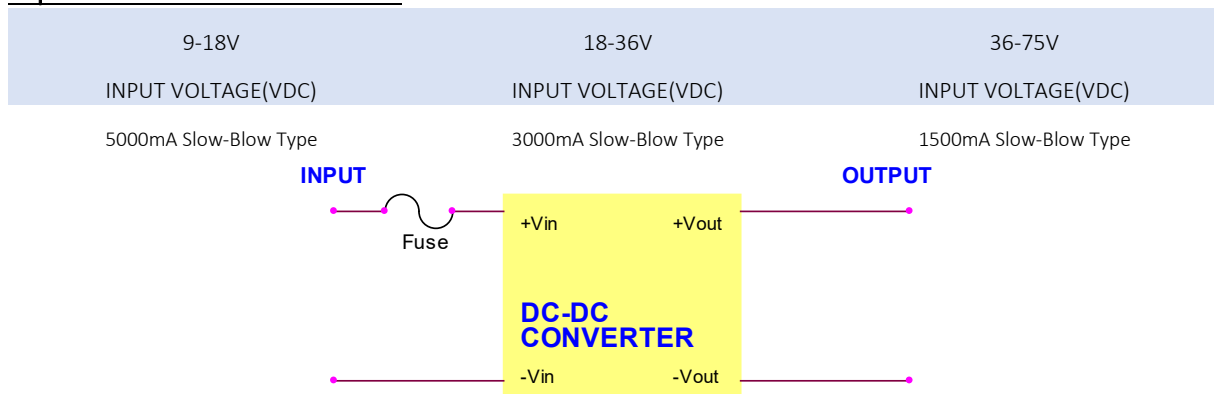 9-18V 18-36V 36-75V
INPUT VOLTAGE(VDC) INPUT VOLTAGE(VDC) INPUT VOLTAGE(VDC)
5000mA Slow-Blow Type 3000mA Slow-Blow Type 1500mA Slow-Blow Type
INPUT OUTPUT
+Vin +Vout
Fuse
DC-DC
CONVERTER
-Vin -Vout